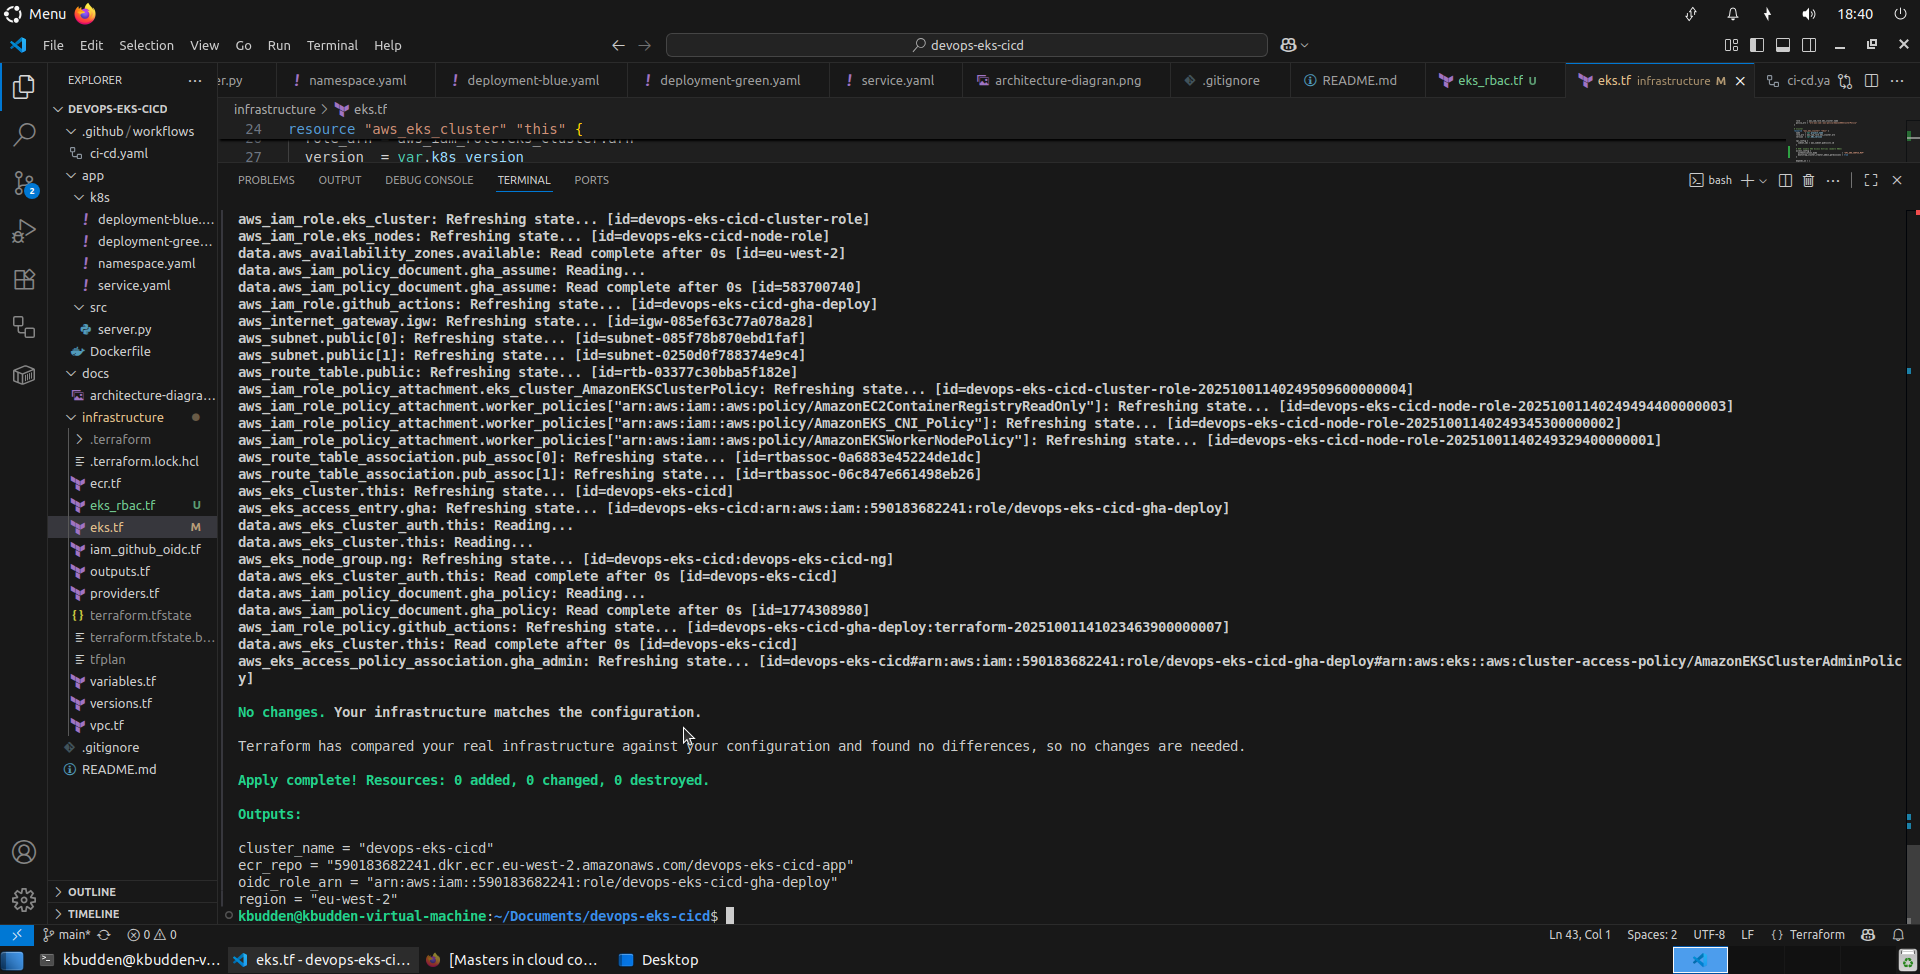 Menu
18:40
File Edit Selection View Go Run Terminal Help
devops-eks-cicd
EXPLORER
er.py namespace.yaml deployment-blue.yaml deployment-green.yaml service.yaml architecture-diagran.png .gitignore README.md eks_rbac.tf U eks.tf infrastructure M ci-cd.ya
DEVOPS-EKS-CICD
.github/workflows
ci-cd.yaml
app
k8s
deployment-blue....
deployment-gree...
namespace.yaml
service.yaml
src
server.py
Dockerfile
docs
architecture-diagra...
infrastructure
.terraform
.terraform.lock.hcl
ecr.tf
eks_rbac.tf U
eks.tf M
iam_github_oidc.tf
outputs.tf
providers.tf
terraform.tfstate
terraform.tfstate.b...
tfplan
variables.tf
versions.tf
vpc.tf
.gitignore
README.md
OUTLINE
TIMELINE
2
infrastructure > eks.tf
24 resource "aws_eks_cluster" "this" {
26 role_arn = aws_iam_role.eks_cluster.arn
27 version = var.k8s_version
PROBLEMS OUTPUT DEBUG CONSOLE TERMINAL PORTS
bash
aws_iam_role.eks_cluster: Refreshing state... [id=devops-eks-cicd-cluster-role]
aws_iam_role.eks_nodes: Refreshing state... [id=devops-eks-cicd-node-role]
data.aws_availability_zones.available: Read complete after 0s [id=eu-west-2]
data.aws_iam_policy_document.gha_assume: Reading...
data.aws_iam_policy_document.gha_assume: Read complete after 0s [id=583700740]
aws_iam_role.github_actions: Refreshing state... [id=devops-eks-cicd-gha-deploy]
aws_internet_gateway.igw: Refreshing state... [id=igw-085ef63c77a078a28]
aws_subnet.public[0]: Refreshing state... [id=subnet-085f78b870ebd1faf]
aws_subnet.public[1]: Refreshing state... [id=subnet-0250d0f788374e9c4]
aws_route_table.public: Refreshing state... [id=rtb-03377c30bba5f182e]
aws_iam_role_policy_attachment.eks_cluster_AmazonEKSClusterPolicy: Refreshing state... [id=devops-eks-cicd-cluster-role-20251001140249509600000004]
aws_iam_role_policy_attachment.worker_policies["arn:aws:iam::aws:policy/AmazonEC2ContainerRegistryReadOnly"]: Refreshing state... [id=devops-eks-cicd-node-role-20251001140249494400000003]
aws_iam_role_policy_attachment.worker_policies["arn:aws:iam::aws:policy/AmazonEKS_CNI_Policy"]: Refreshing state... [id=devops-eks-cicd-node-role-20251001140249345300000002]
aws_iam_role_policy_attachment.worker_policies["arn:aws:iam::aws:policy/AmazonEKSWorkerNodePolicy"]: Refreshing state... [id=devops-eks-cicd-node-role-20251001140249329400000001]
aws_route_table_association.pub_assoc[0]: Refreshing state... [id=rtbassoc-0a6883e45224de1dc]
aws_route_table_association.pub_assoc[1]: Refreshing state... [id=rtbassoc-06c847e661498eb26]
aws_eks_cluster.this: Refreshing state... [id=devops-eks-cicd]
aws_eks_access_entry.gha: Refreshing state... [id=devops-eks-cicd:arn:aws:iam::590183682241:role/devops-eks-cicd-gha-deploy]
data.aws_eks_cluster_auth.this: Reading...
data.aws_eks_cluster.this: Reading...
aws_eks_node_group.ng: Refreshing state... [id=devops-eks-cicd:devops-eks-cicd-ng]
data.aws_eks_cluster_auth.this: Read complete after 0s [id=devops-eks-cicd]
data.aws_iam_policy_document.gha_policy: Reading...
data.aws_iam_policy_document.gha_policy: Read complete after 0s [id=1774308980]
aws_iam_role_policy.github_actions: Refreshing state... [id=devops-eks-cicd-gha-deploy:terraform-20251001141023463900000007]
data.aws_eks_cluster.this: Read complete after 0s [id=devops-eks-cicd]
aws_eks_access_policy_association.gha_admin: Refreshing state... [id=devops-eks-cicd#arn:aws:iam::590183682241:role/devops-eks-cicd-gha-deploy#arn:aws:eks::aws:cluster-access-policy/AmazonEKSClusterAdminPolic
y]
No changes. Your infrastructure matches the configuration.
Terraform has compared your real infrastructure against your configuration and found no differences, so no changes are needed.
Apply complete! Resources: 0 added, 0 changed, 0 destroyed.
Outputs:
cluster_name = "devops-eks-cicd"
ecr_repo = "590183682241.dkr.ecr.eu-west-2.amazonaws.com/devops-eks-cicd-app"
oidc_role_arn = "arn:aws:iam::590183682241:role/devops-eks-cicd-gha-deploy"
region = "eu-west-2"
kbudden@kbudden-virtual-machine:~/Documents/devops-eks-cicd$
main* 0 0 Ln 43, Col 1 Spaces: 2 UTF-8 LF {} Terraform
kbudden@kbudden-v... eks.tf - devops-eks-ci... [Masters in cloud co... Desktop